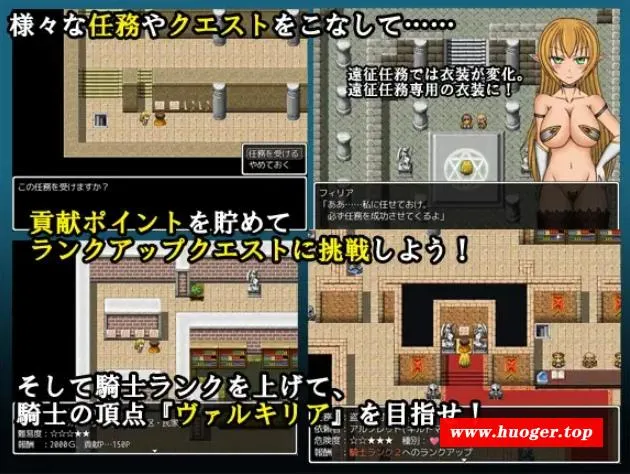 様々な任務やクエストをこなして……
遠征任務では衣装が変化。
遠征任務専用の衣装に！
任務を受ける
やめておく
この任務を受けますか？
フィリア
「ああ……私に任せておけ。
必ず任務を成功させてくるよ」
貢献ポイントを貯めて
ランクアップクエストに挑戦しよう！
そして騎士ランクを上げて、
騎士の頂点『ヴァルキリア』を目指せ！
難易度：☆☆☆★★
報酬：2000G、貢献P…150P
危険度：☆☆★★★ 種別：
報酬：騎士ランク2へのランクアップ
www.huoger.top